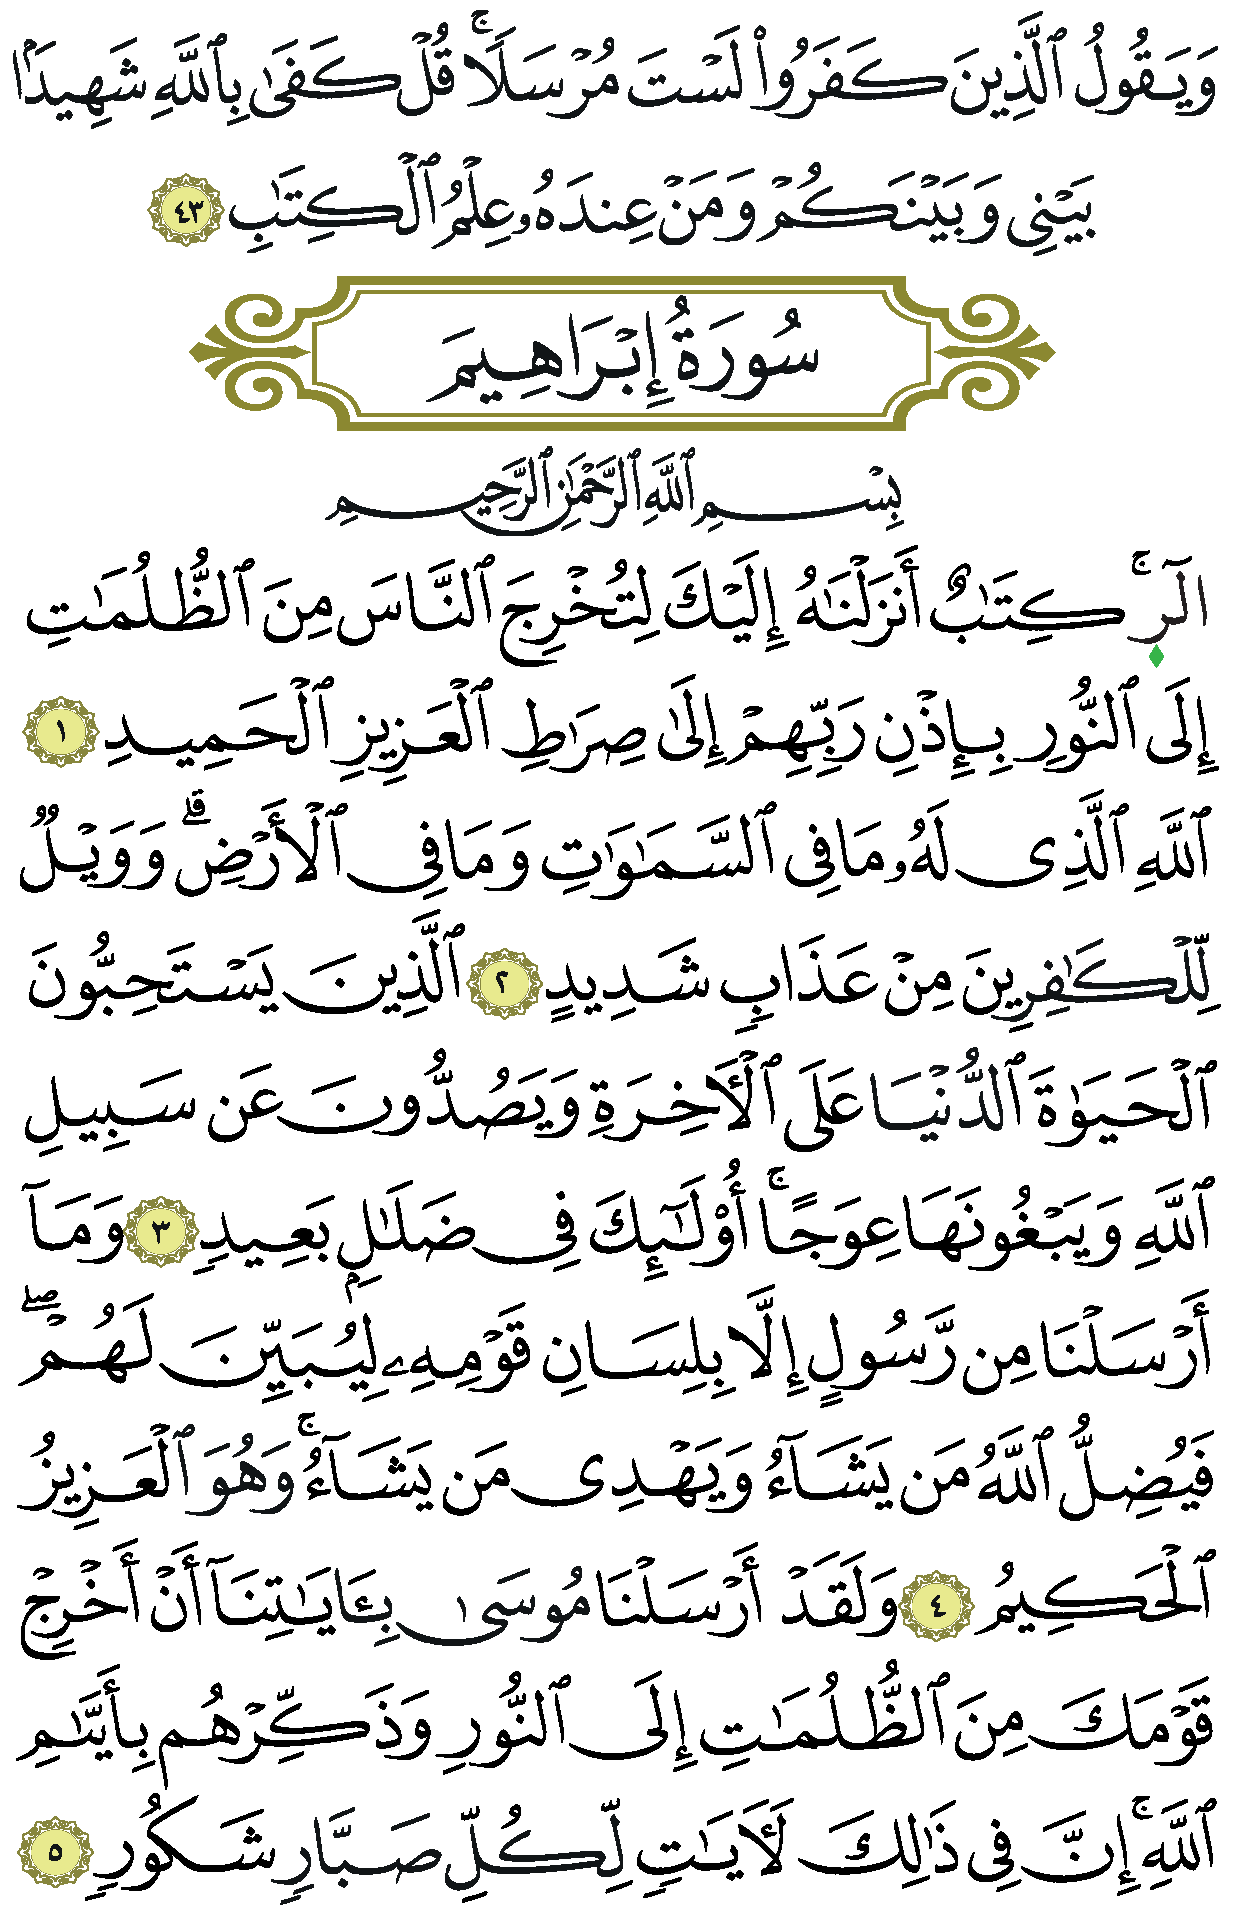 وَيَقُولُ ٱلَّذِينَ كَفَرُوا۟ لَسْتَ مُرْسَلًا ۚ قُلْ كَفَىٰ بِٱللَّهِ شَهِيدًۢا
بَيْنِى وَبَيْنَكُمْ وَمَنْ عِندَهُۥ عِلْمُ ٱلْكِتَٰبِ ٤٣
سُورَةُ إِبْرَاهِيمَ
بِسْمِ ٱللَّهِ ٱلرَّحْمَٰنِ ٱلرَّحِيمِ
الٓر ۚ كِتَٰبٌ أَنزَلْنَٰهُ إِلَيْكَ لِتُخْرِجَ ٱلنَّاسَ مِنَ ٱلظُّلُمَٰتِ
إِلَى ٱلنُّورِ بِإِذْنِ رَبِّهِمْ إِلَىٰ صِرَٰطِ ٱلْعَزِيزِ ٱلْحَمِيدِ ١
ٱللَّهِ ٱلَّذِى لَهُۥ مَا فِى ٱلسَّمَٰوَٰتِ وَمَا فِى ٱلْأَرْضِ ۗ وَوَيْلٌ
لِّلْكَٰفِرِينَ مِنْ عَذَابٍ شَدِيدٍ ٢ ٱلَّذِينَ يَسْتَحِبُّونَ
ٱلْحَيَوٰةَ ٱلدُّنْيَا عَلَى ٱلْـَٔاخِرَةِ وَيَصُدُّونَ عَن سَبِيلِ
ٱللَّهِ وَيَبْغُونَهَا عِوَجًا ۚ أُو۟لَٰٓئِكَ فِى ضَلَٰلٍۭ بَعِيدٍ ٣ وَمَآ
أَرْسَلْنَا مِن رَّسُولٍ إِلَّا بِلِسَانِ قَوْمِهِۦ لِيُبَيِّنَ لَهُمْ ۖ
فَيُضِلُّ ٱللَّهُ مَن يَشَآءُ وَيَهْدِى مَن يَشَآءُ ۚ وَهُوَ ٱلْعَزِيزُ
ٱلْحَكِيمُ ٤ وَلَقَدْ أَرْسَلْنَا مُوسَىٰ بِـَٔايَٰتِنَآ أَنْ أَخْرِجْ
قَوْمَكَ مِنَ ٱلظُّلُمَٰتِ إِلَى ٱلنُّورِ وَذَكِّرْهُم بِأَيَّىٰمِ
ٱللَّهِ ۚ إِنَّ فِى ذَٰلِكَ لَـَٔايَٰتٍ لِّكُلِّ صَبَّارٍ شَكُورٍ ٥